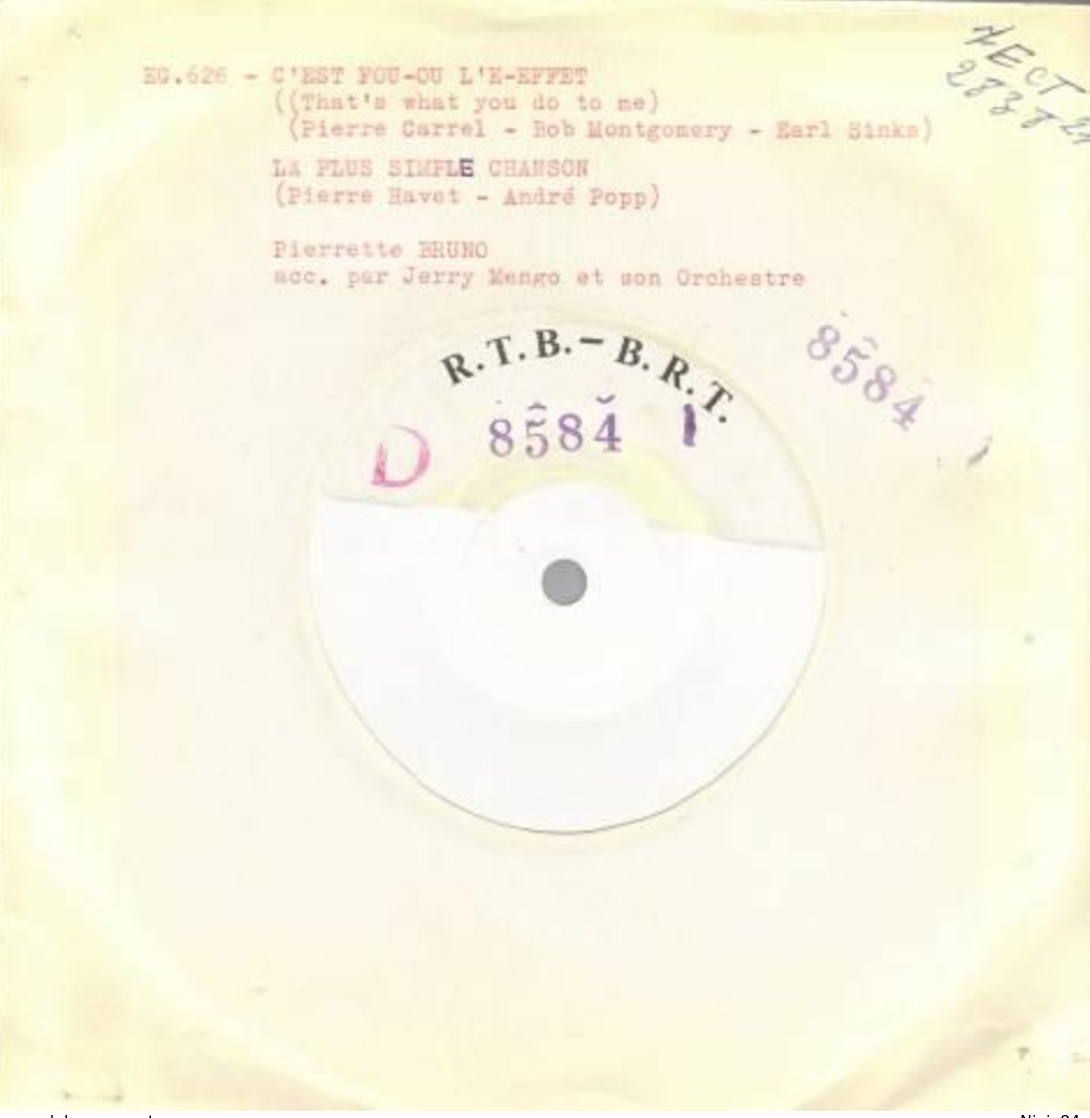 EG.626 - C'EST FOU-OU L'E-EFFET
((That's what you do to me)
(Pierre Carrel - Bob Montgomery - Earl Sinks)
LA PLUS SIMPLE CHANSON
(Pierre Havet - André Popp)
Pierrette BRUNO
acc. par Jerry Mengo et son Orchestre
R.T.B. - B.R.T.
D 8584 1
8584